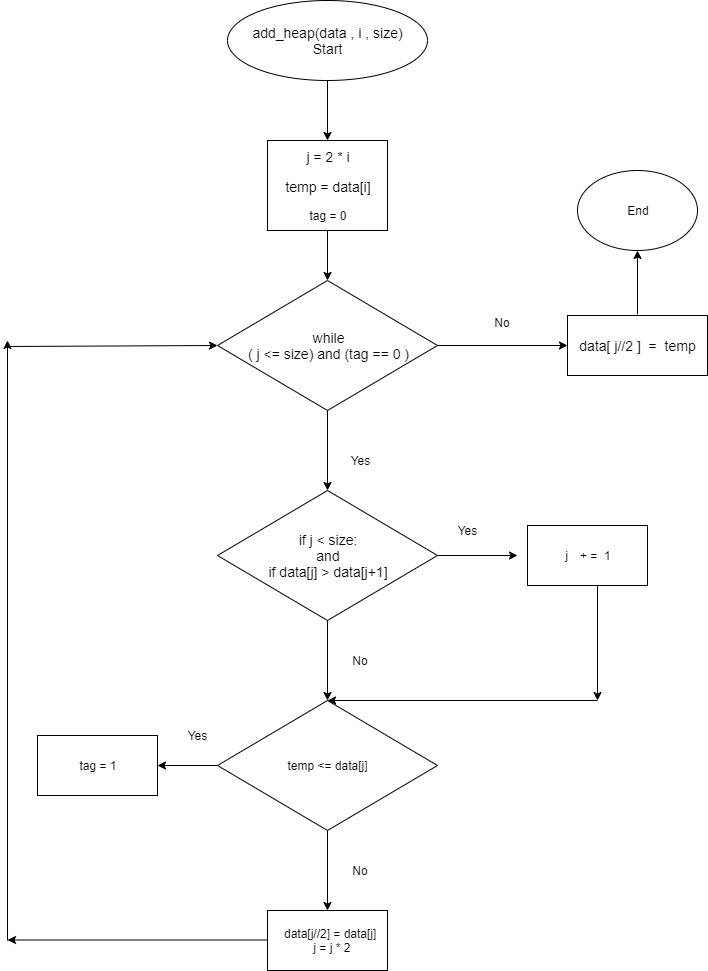 add_heap(data , i , size)
Start
j = 2 * i
temp = data[i]
tag = 0
End
while
( j <= size) and (tag == 0 )
No
data[ j//2 ] = temp
Yes
if j < size:
and
if data[j] > data[j+1]
Yes
j + = 1
No
temp <= data[j]
Yes
tag = 1
No
data[j//2] = data[j]
j = j * 2